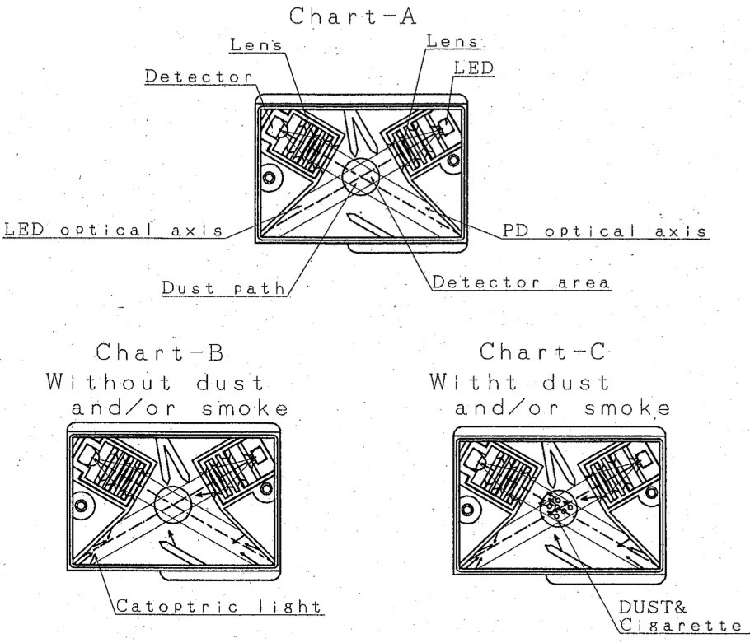 Chart-A
Lens
Lens
Detector
LED
LED optical axis
PD optical axis
Dust path
Detector area
Chart-B
Without dust
and/or smoke
Chart-C
Witht dust
and/or smoke
Catoptric light
DUST&
Cigarette